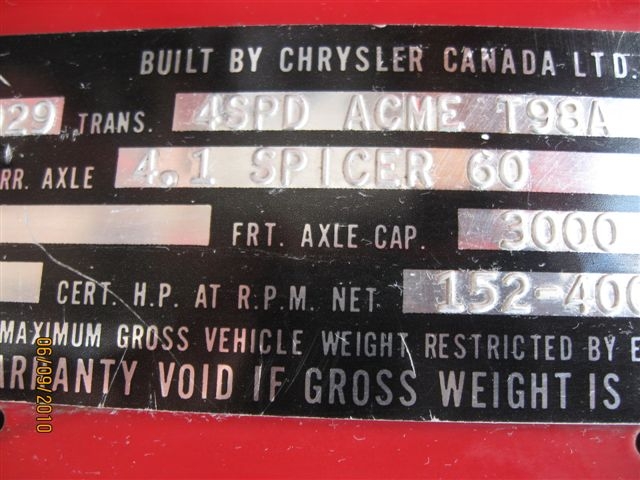 BUILT BY CHRYSLER CANADA LTD.
029 TRANS. 4SPD ACME T98A
RR. AXLE 4.1 SPICER 60
FRT. AXLE CAP. 3000
CERT. H.P. AT R.P.M. NET 152-400
MAXIMUM GROSS VEHICLE WEIGHT RESTRICTED BY E
ARRANTY VOID IF GROSS WEIGHT IS
06/09/2010